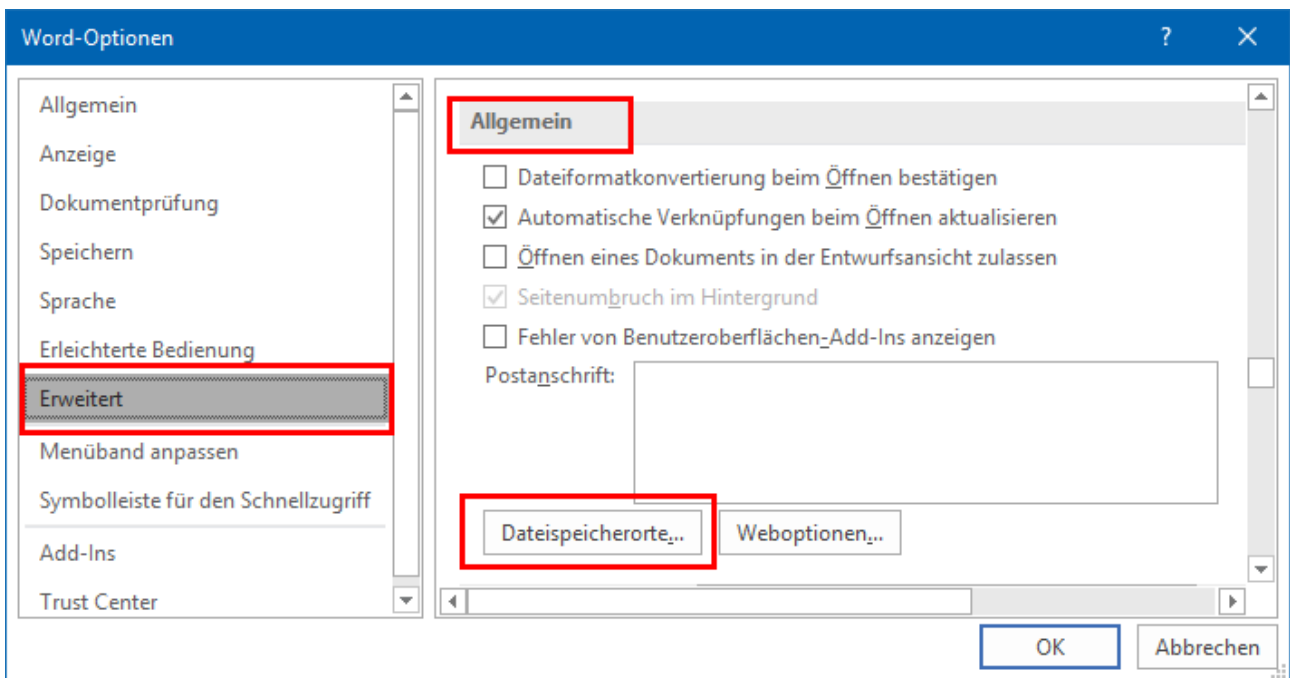 Word-Optionen
Allgemein
Anzeige
Dokumentprüfung
Speichern
Sprache
Erleichterte Bedienung
Erweitert
Menüband anpassen
Symbolleiste für den Schnellzugriff
Add-Ins
Trust Center
Allgemein
Dateiformatkonvertierung beim Öffnen bestätigen
Automatische Verknüpfungen beim Öffnen aktualisieren
Öffnen eines Dokuments in der Entwurfsansicht zulassen
Seitenumbruch im Hintergrund
Fehler von Benutzeroberflächen-Add-Ins anzeigen
Postanschrift:
Dateispeicherorte... Weboptionen...
OK Abbrechen